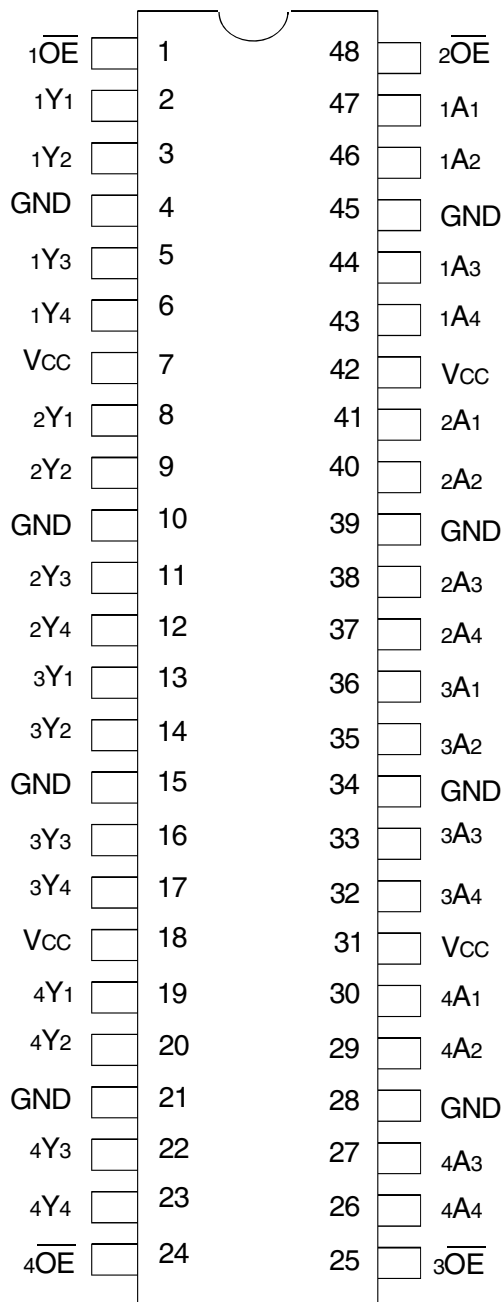 1OE 1 48 2OE
1Y1 2 47 1A1
1Y2 3 46 1A2
GND 4 45 GND
1Y3 5 44 1A3
1Y4 6 43 1A4
VCC 7 42 VCC
2Y1 8 41 2A1
2Y2 9 40 2A2
GND 10 39 GND
2Y3 11 38 2A3
2Y4 12 37 2A4
3Y1 13 36 3A1
3Y2 14 35 3A2
GND 15 34 GND
3Y3 16 33 3A3
3Y4 17 32 3A4
VCC 18 31 VCC
4Y1 19 30 4A1
4Y2 20 29 4A2
GND 21 28 GND
4Y3 22 27 4A3
4Y4 23 26 4A4
4OE 24 25 3OE